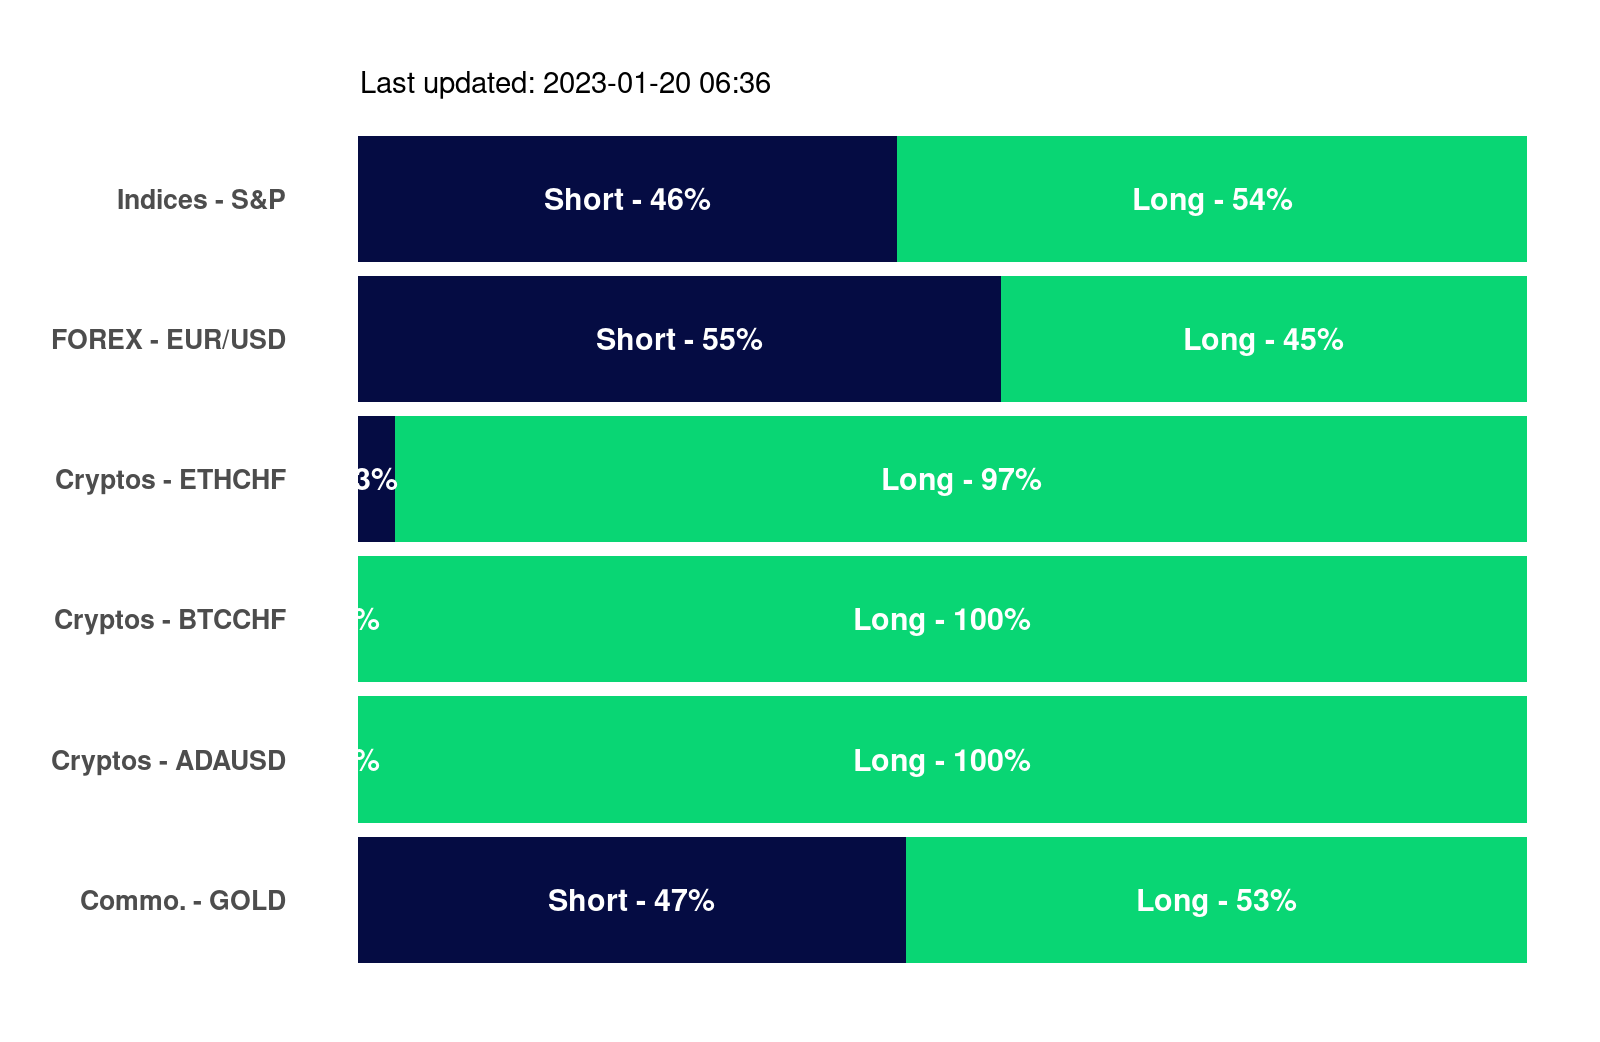 Last updated: 2023-01-20 06:36
Indices - S&P Short - 46% Long - 54%
FOREX - EUR/USD Short - 55% Long - 45%
Cryptos - ETHCHF 3% Long - 97%
Cryptos - BTCCHF % Long - 100%
Cryptos - ADAUSD % Long - 100%
Commo. - GOLD Short - 47% Long - 53%